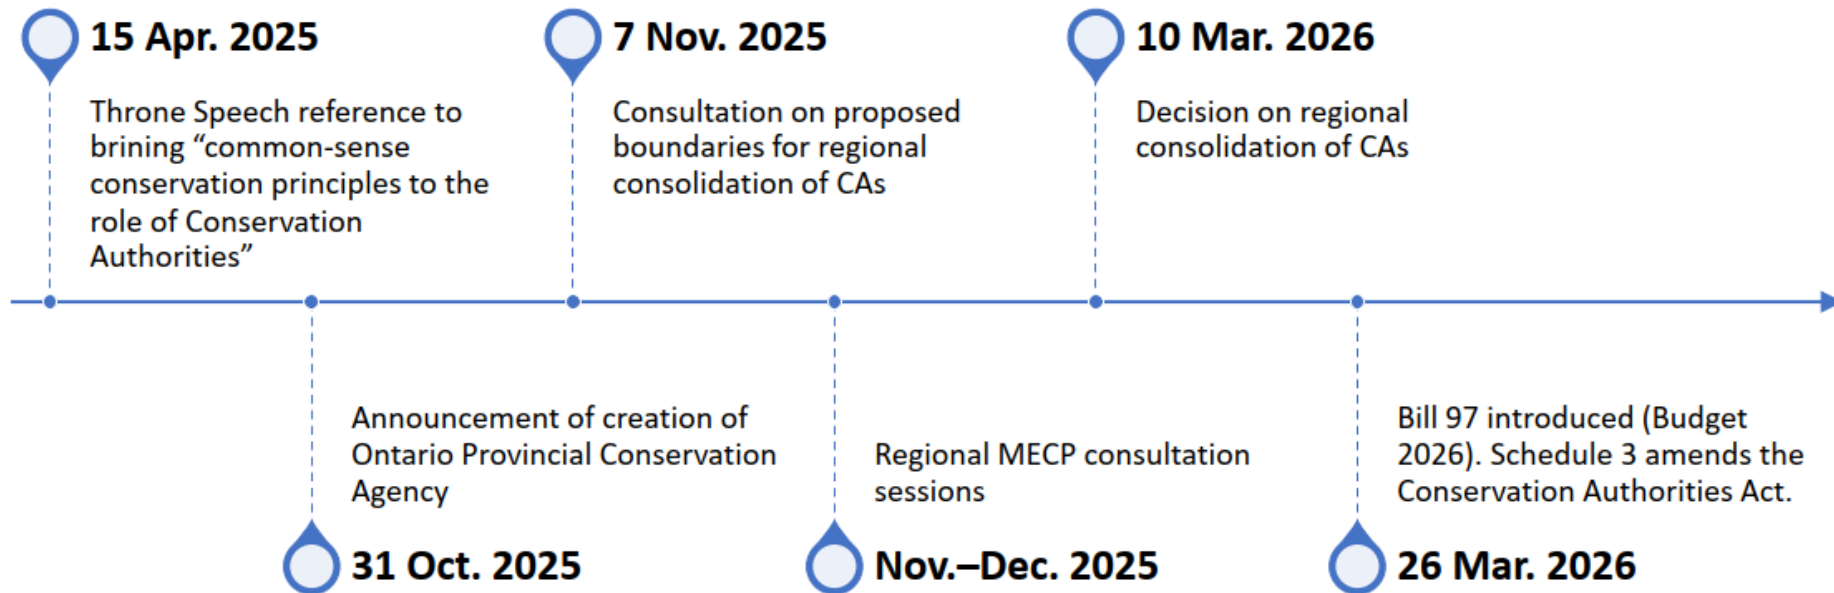 15 Apr. 2025
Throne Speech reference to
brining “common-sense
conservation principles to the
role of Conservation
Authorities”
31 Oct. 2025
Announcement of creation of
Ontario Provincial Conservation
Agency
7 Nov. 2025
Consultation on proposed
boundaries for regional
consolidation of CAs
Nov.–Dec. 2025
Regional MECP consultation
sessions
10 Mar. 2026
Decision on regional
consolidation of CAs
26 Mar. 2026
Bill 97 introduced (Budget
2026). Schedule 3 amends the
Conservation Authorities Act.